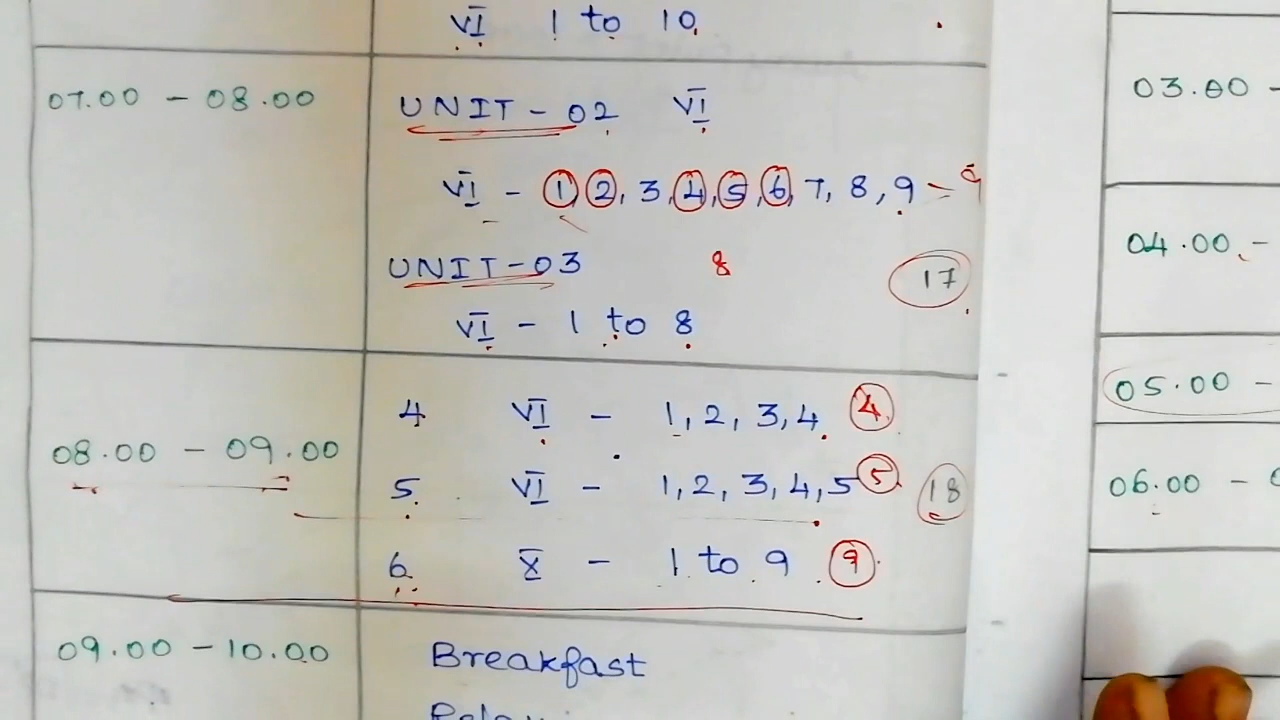 VI 1 to 10
07.00 - 08.00
UNIT - 02 VI
VI - 1, 2, 3, 4, 5, 6, 7, 8, 9 - 9
UNIT-03 8 17
VI - 1 to 8
08.00 - 09.00
4 VI - 1, 2, 3, 4 4
5 VI - 1, 2, 3, 4, 5 5 18
6 X - 1 to 9 9
09.00 - 10.00 Breakfast
03.00 -
04.00 -
05.00 -
06.00 -